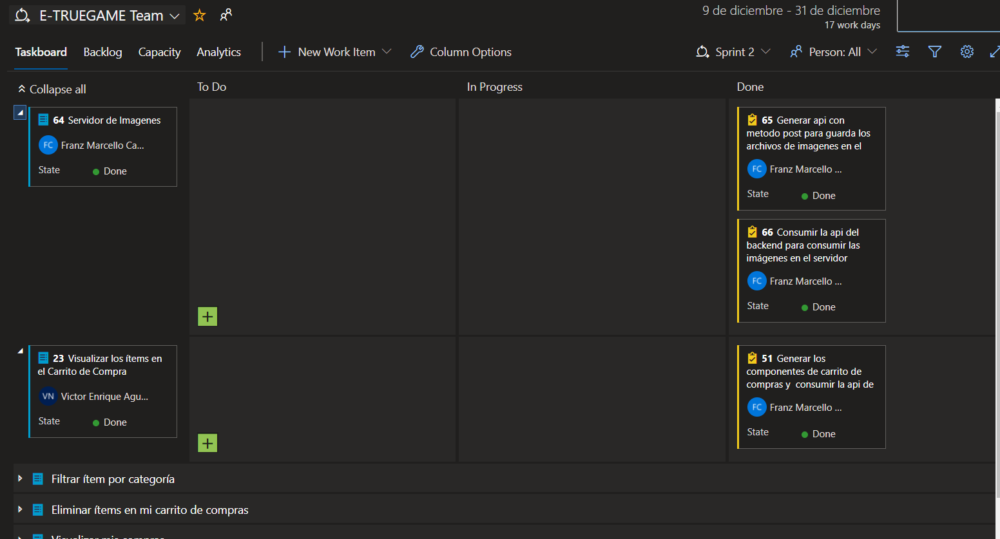 E-TRUEGAME Team
9 de diciembre - 31 de diciembre
17 work days
Taskboard
Backlog
Capacity
Analytics
New Work Item
Column Options
Sprint 2
Person: All
Collapse all
To Do
In Progress
Done
64 Servidor de Imagenes
FC Franz Marcello Ca...
State Done
65 Generar api con
metodo post para guarda los
archivos de imagenes en el
FC Franz Marcello ...
State Done
66 Consumir la api del
backend para consumir las
imágenes en el servidor
FC Franz Marcello ...
State Done
23 Visualizar los ítems en
el Carrito de Compra
VN Victor Enrique Agu...
State Done
51 Generar los
componentes de carrito de
compras y consumir la api de
FC Franz Marcello ...
State Done
Filtrar ítem por categoría
Eliminar ítems en mi carrito de compras
Visualizar mis compras